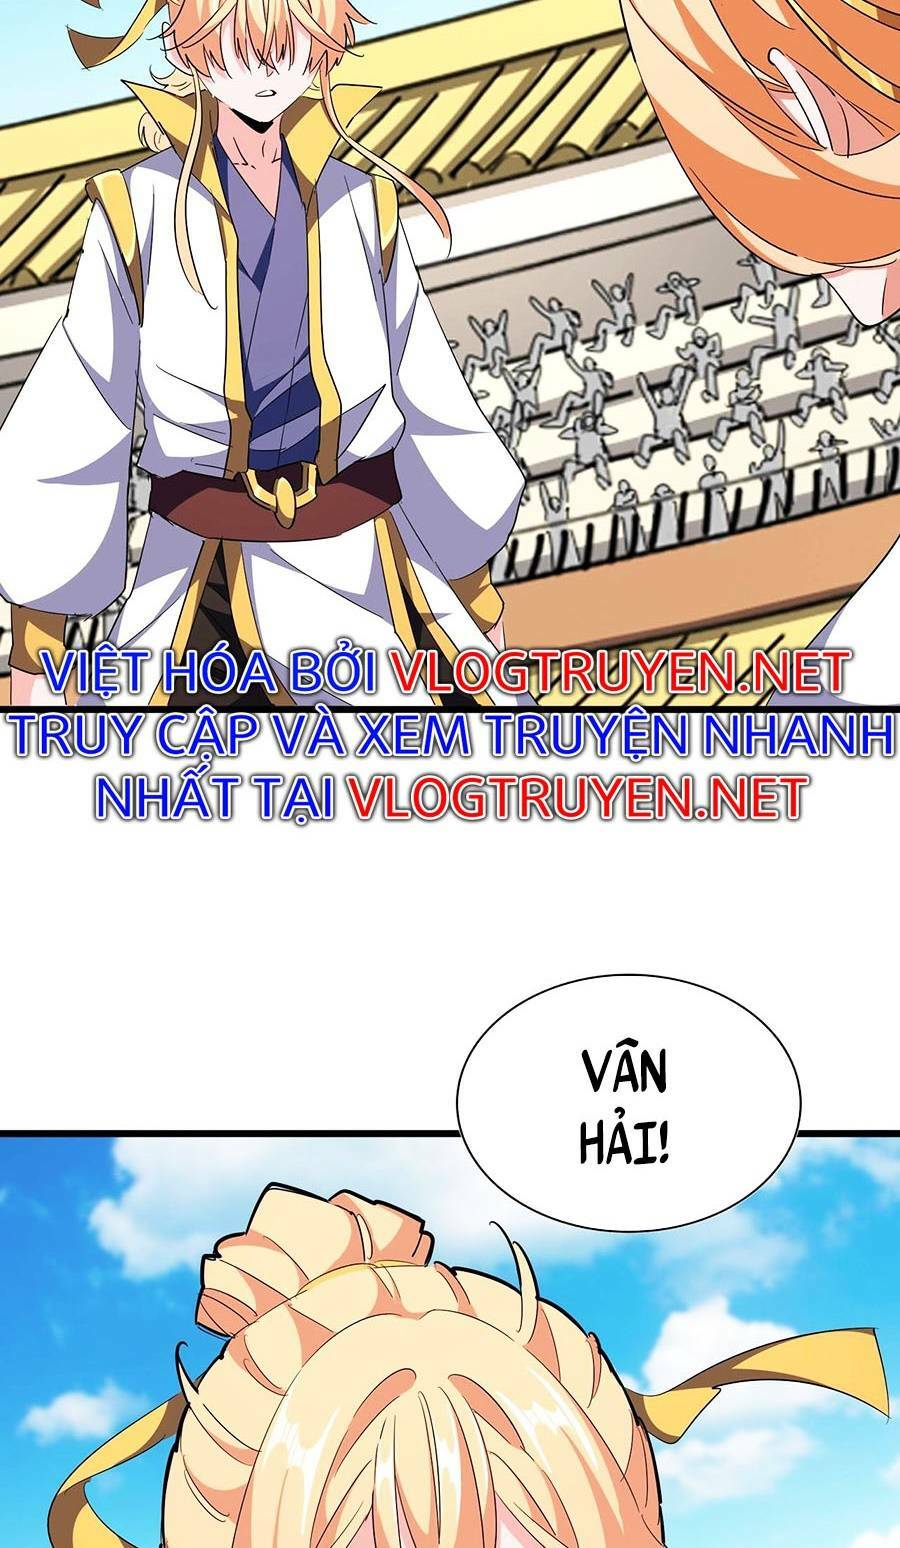 VIỆT HÓA BỞI VLOGTRUYEN.NET
TRUY CẬP VÀ XEM TRUYỆN NHANH
NHẤT TẠI VLOGTRUYEN.NET
VÂN
HẢI!